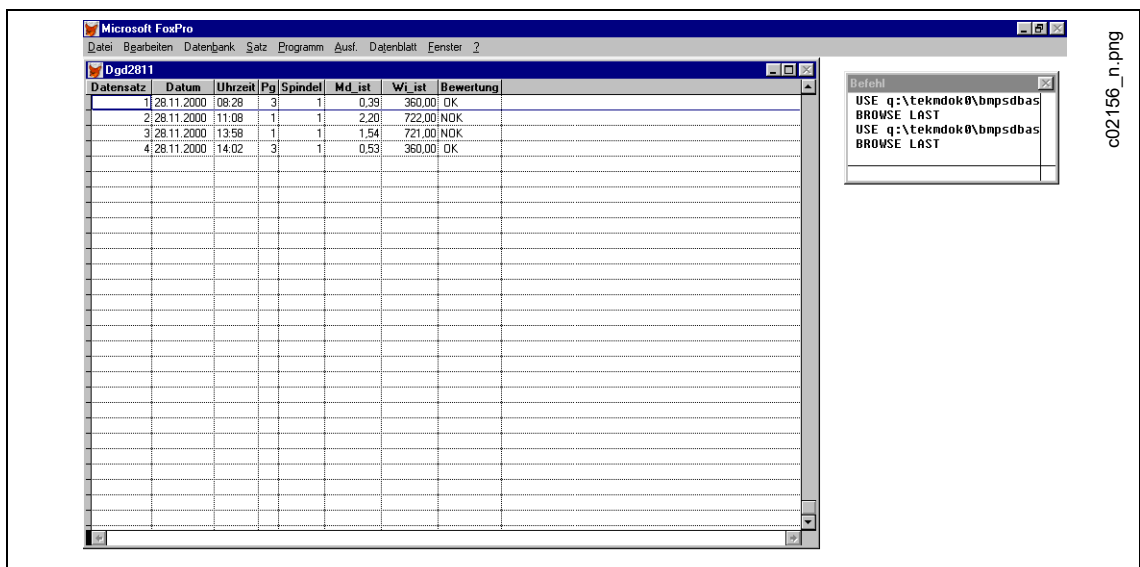 Microsoft FoxPro
Datei Bearbeiten Datenbank Satz Programm Ausf. Datenblatt Fenster ?
Dgd2811
Datensatz Datum Uhrzeit Pg Spindel Md_ist Wi_ist Bewertung
1 28.11.2000 08:28 3 1 0,39 360,00 OK
2 28.11.2000 11:08 1 1 2,20 722,00 NOK
3 28.11.2000 13:58 1 1 1,54 721,00 NOK
4 28.11.2000 14:02 3 1 0,53 360,00 OK
Befehl
USE q:\tekmdok0\bmpsdbas
BROWSE LAST
USE q:\tekmdok0\bmpsdbas
BROWSE LAST
c02156_n.png